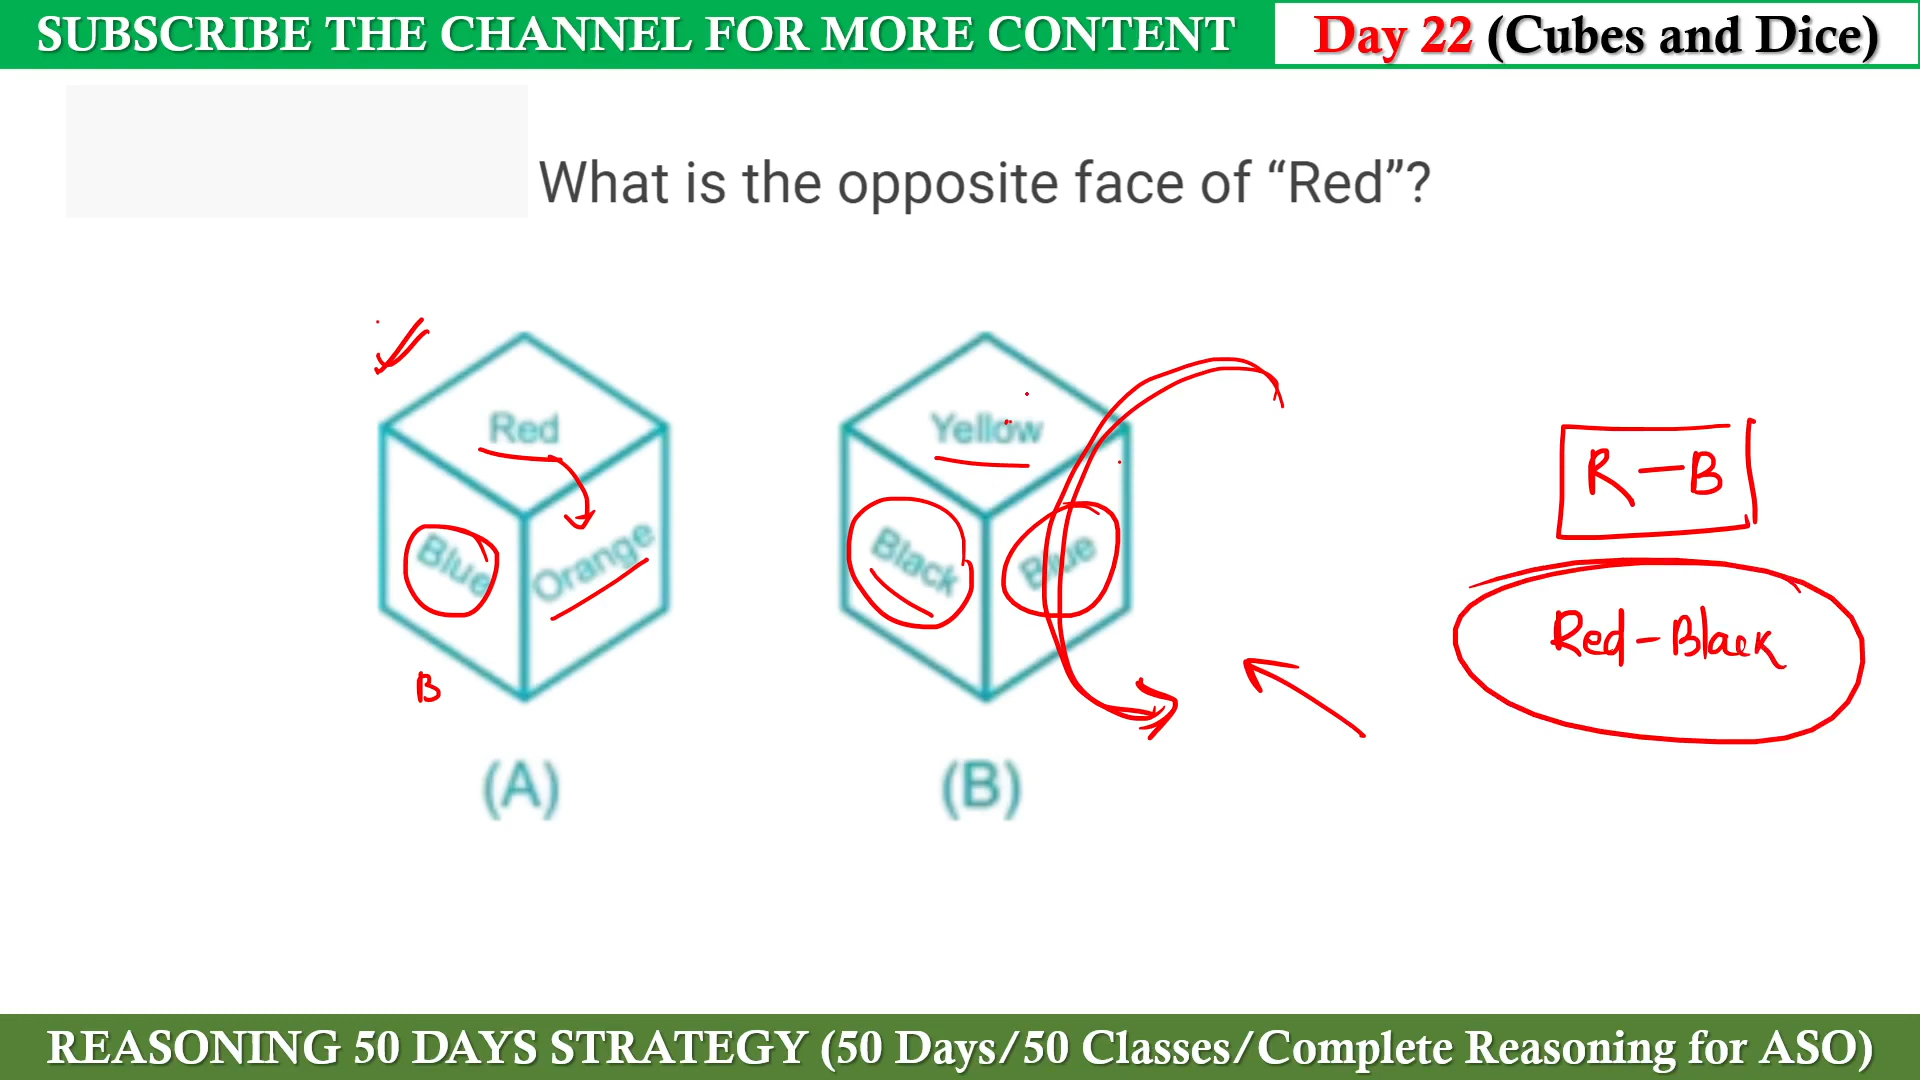 SUBSCRIBE THE CHANNEL FOR MORE CONTENT
Day 22 (Cubes and Dice)
What is the opposite face of “Red”?
Red
Blue
Orange
B
(A)
Yellow
Black
Blue
(B)
R - B
Red - Black
REASONING 50 DAYS STRATEGY (50 Days/50 Classes/Complete Reasoning for ASO)